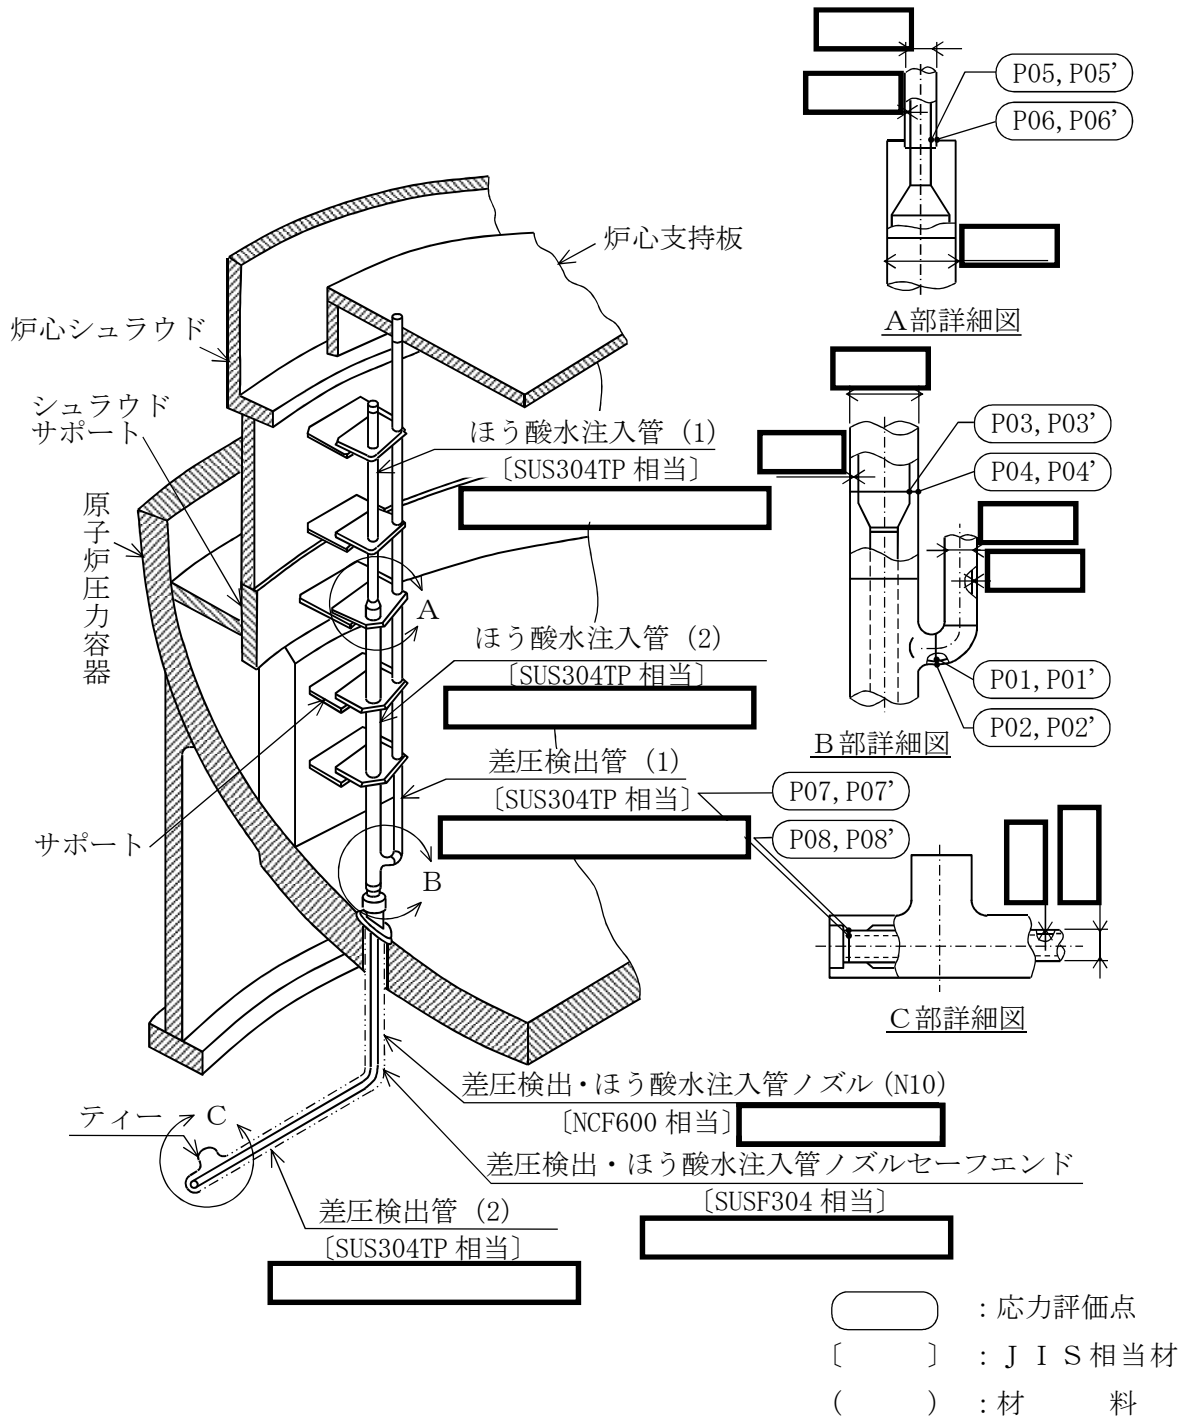 P05, P05’
P06, P06’
A部詳細図
炉心支持板
炉心シュラウド
シュラウド
サポート
原子炉圧力容器
ほう酸水注入管 (1)
〔SUS304TP 相当〕
P03, P03’
P04, P04’
P01, P01’
P02, P02’
B部詳細図
A
ほう酸水注入管 (2)
〔SUS304TP 相当〕
差圧検出管 (1)
〔SUS304TP 相当〕
P07, P07’
P08, P08’
サポート
B
C部詳細図
差圧検出・ほう酸水注入管ノズル (N10)
〔NCF600 相当〕
ティー
C
差圧検出・ほう酸水注入管ノズルセーフエンド
〔SUSF304 相当〕
差圧検出管 (2)
〔SUS304TP 相当〕
: 応力評価点
〔 〕 : JIS相当材
( ) : 材 料